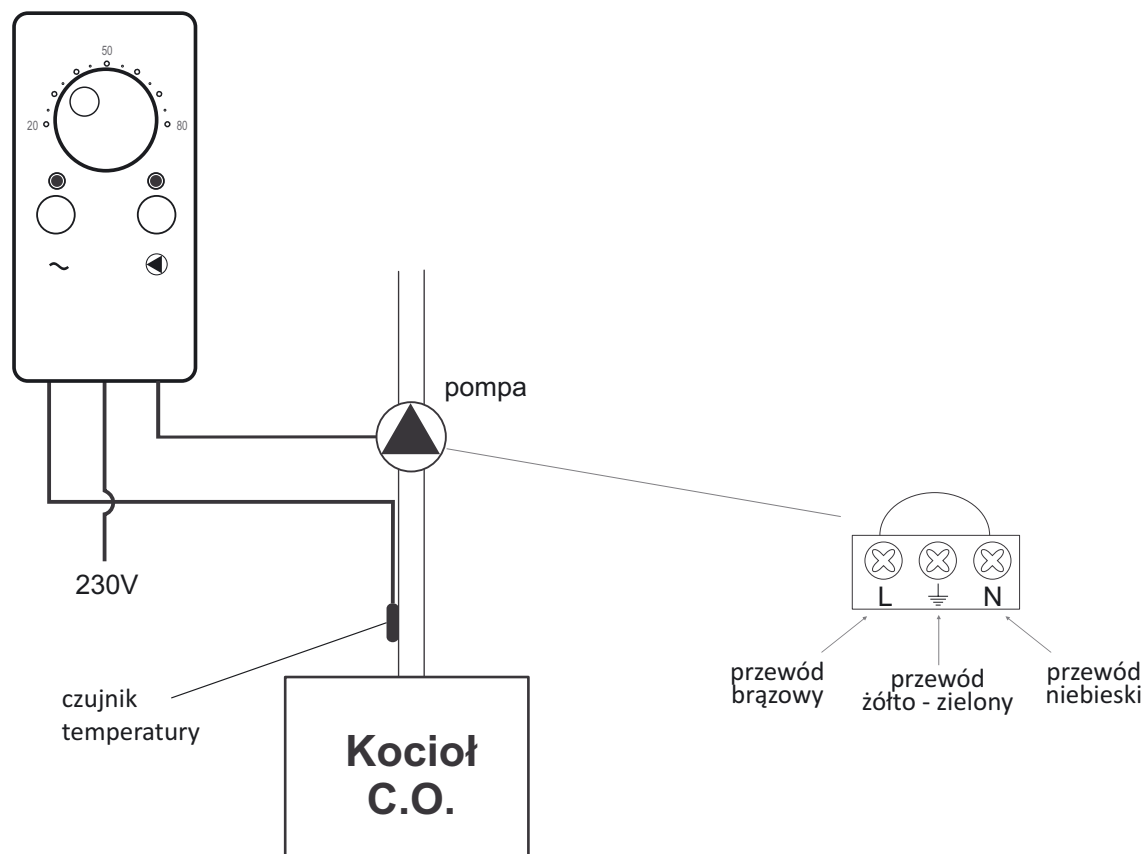 50
20
80
~
pompa
230V
L
N
przewód
brązowy
przewód
żółto - zielony
przewód
niebieski
czujnik
temperatury
Kocioł
C.O.